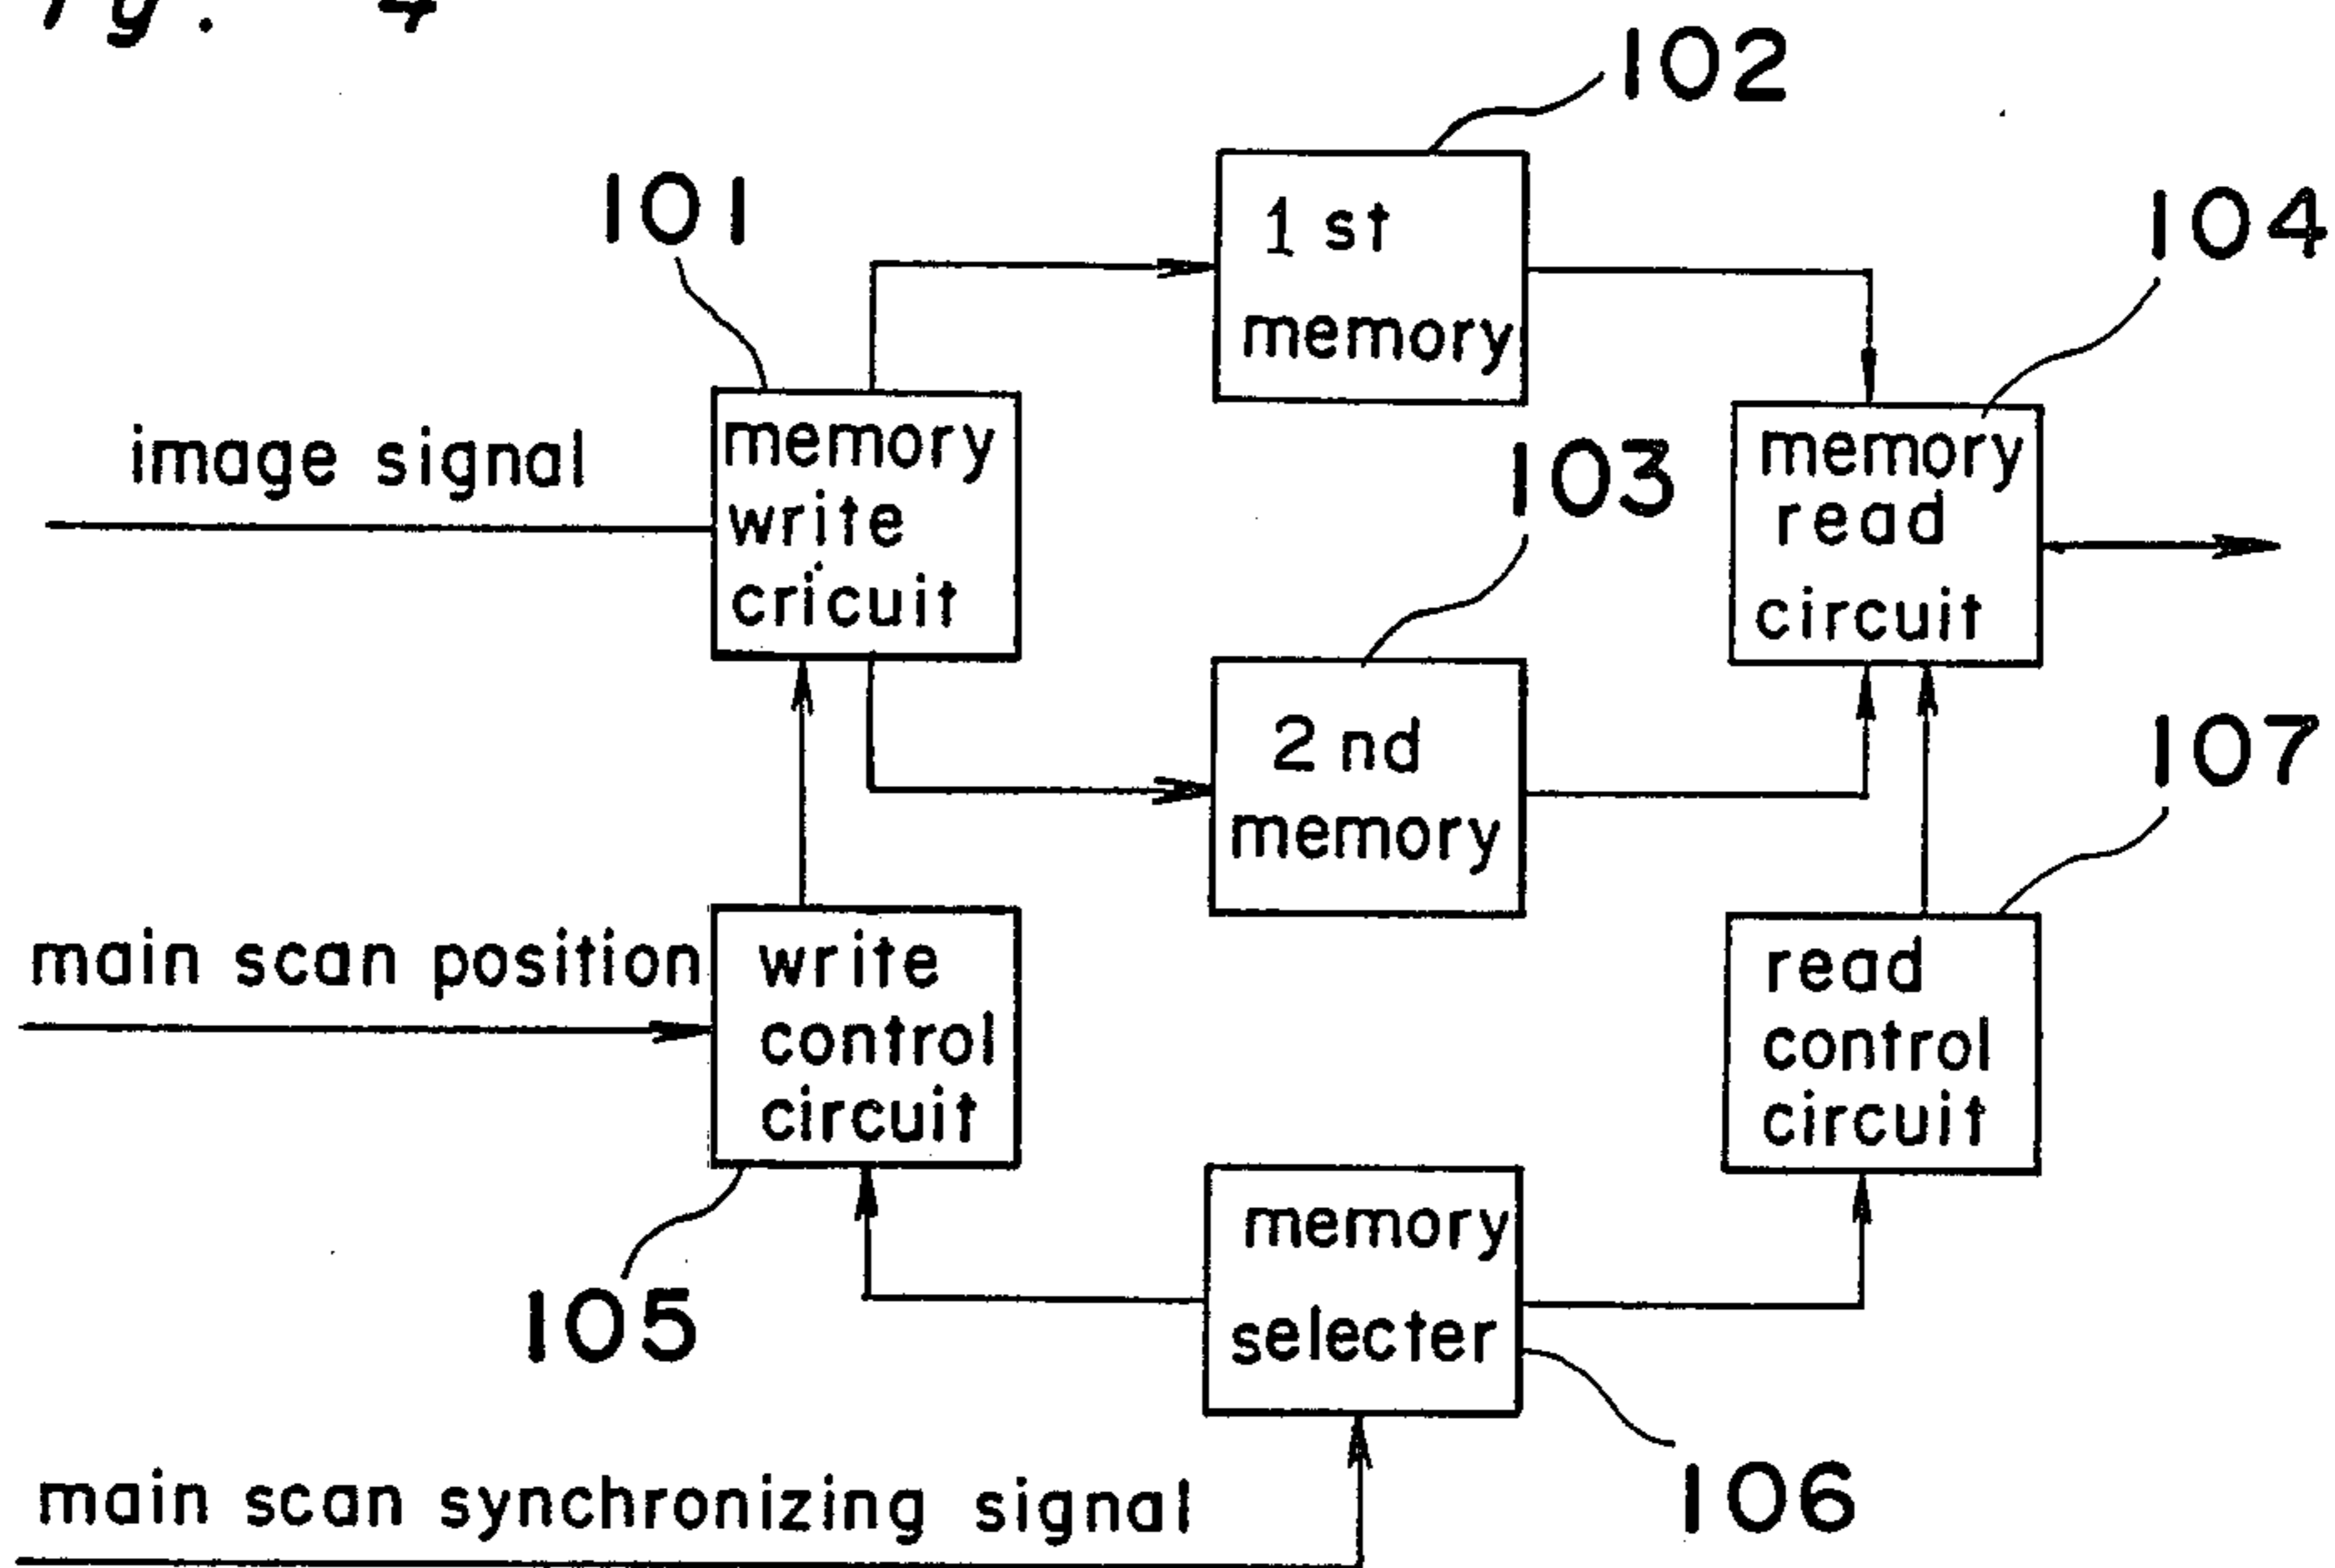 102
101
1 st
memory
104
image signal
memory
write
cricuit
103
memory
read
circuit
2 nd
memory
107
main scan position
write
control
circuit
read
control
circuit
105
memory
selecter
main scan synchronizing signal
106